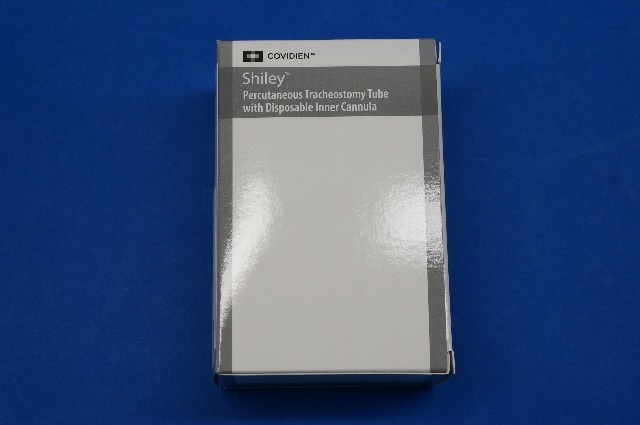 COVIDIEN™
Shiley™
Percutaneous Tracheostomy Tube
with Disposable Inner Cannula